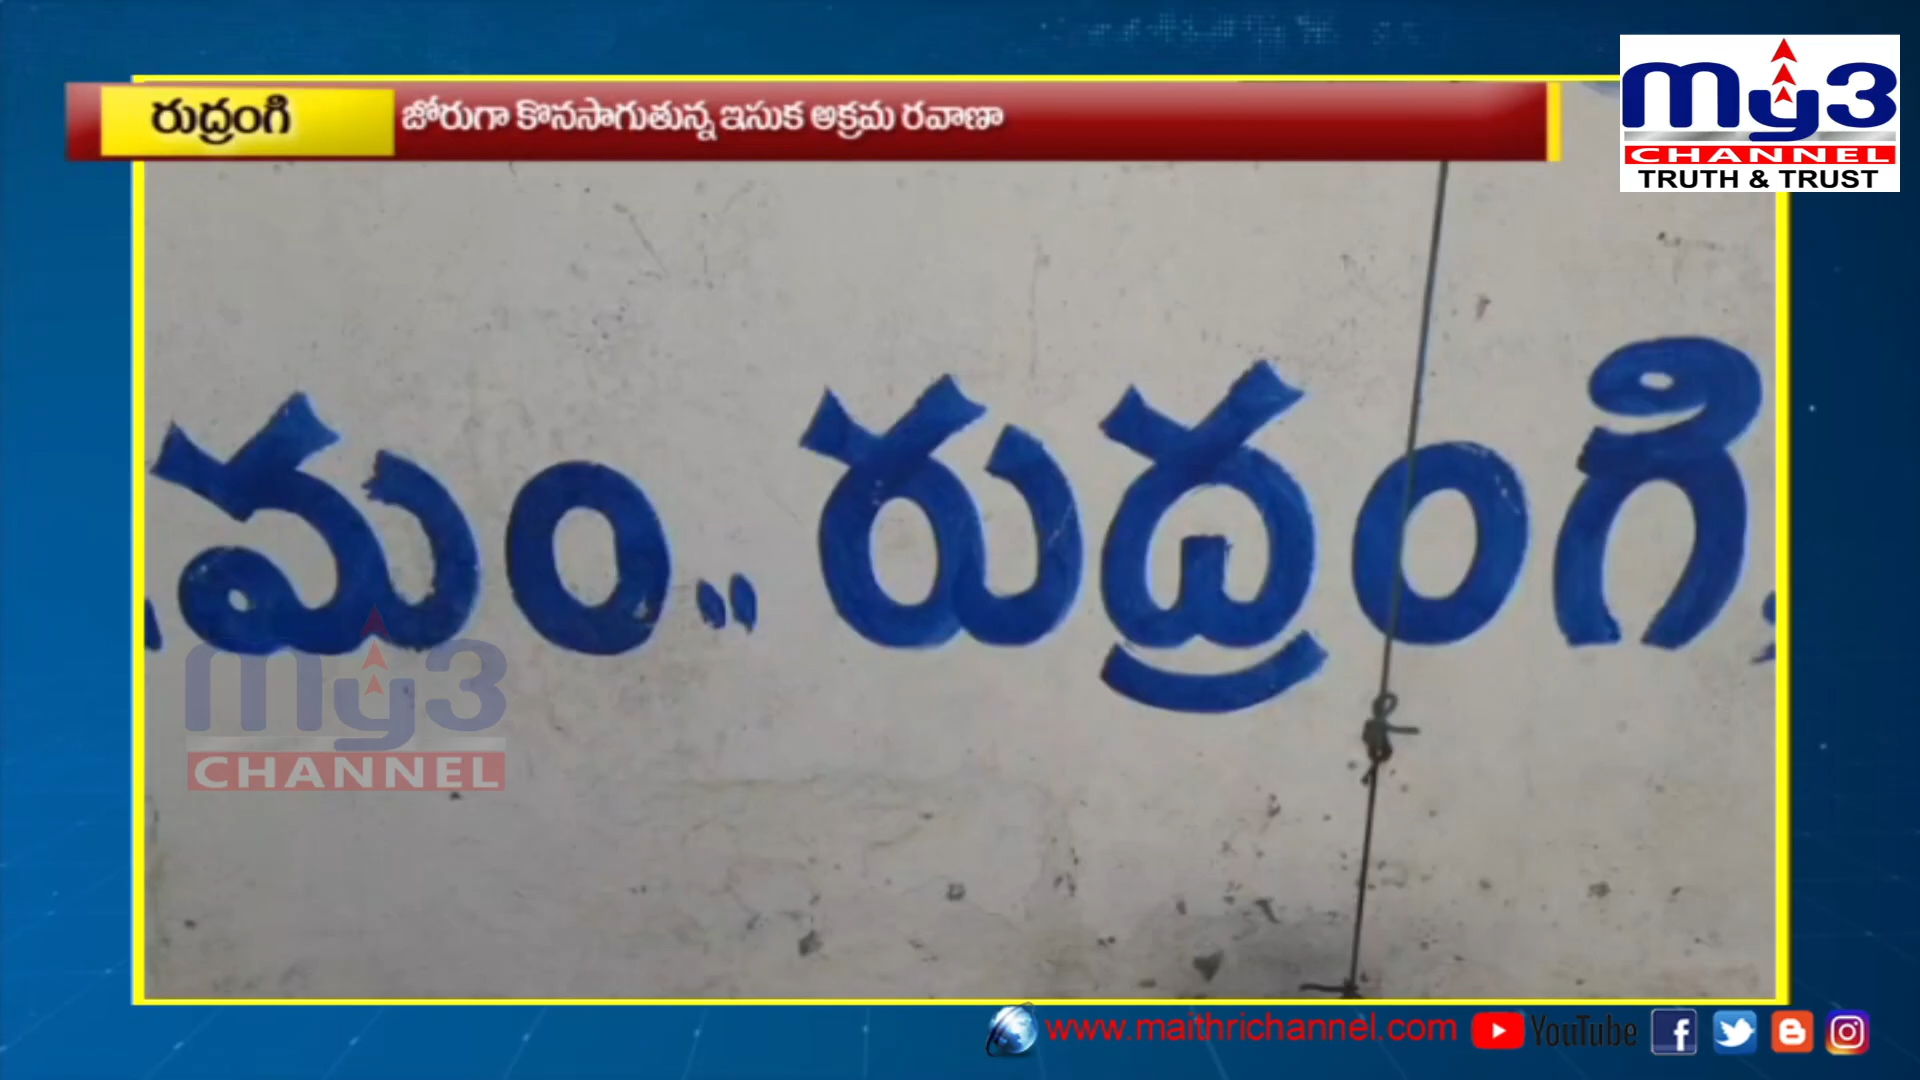 రుద్రంగి జోరుగా కొనసాగుతున్న ఇసుక అక్రమ రవాణా
my3
CHANNEL
TRUTH & TRUST
మం.. రుద్రంగి
my3
CHANNEL
www.maithrichannel.com YouTube